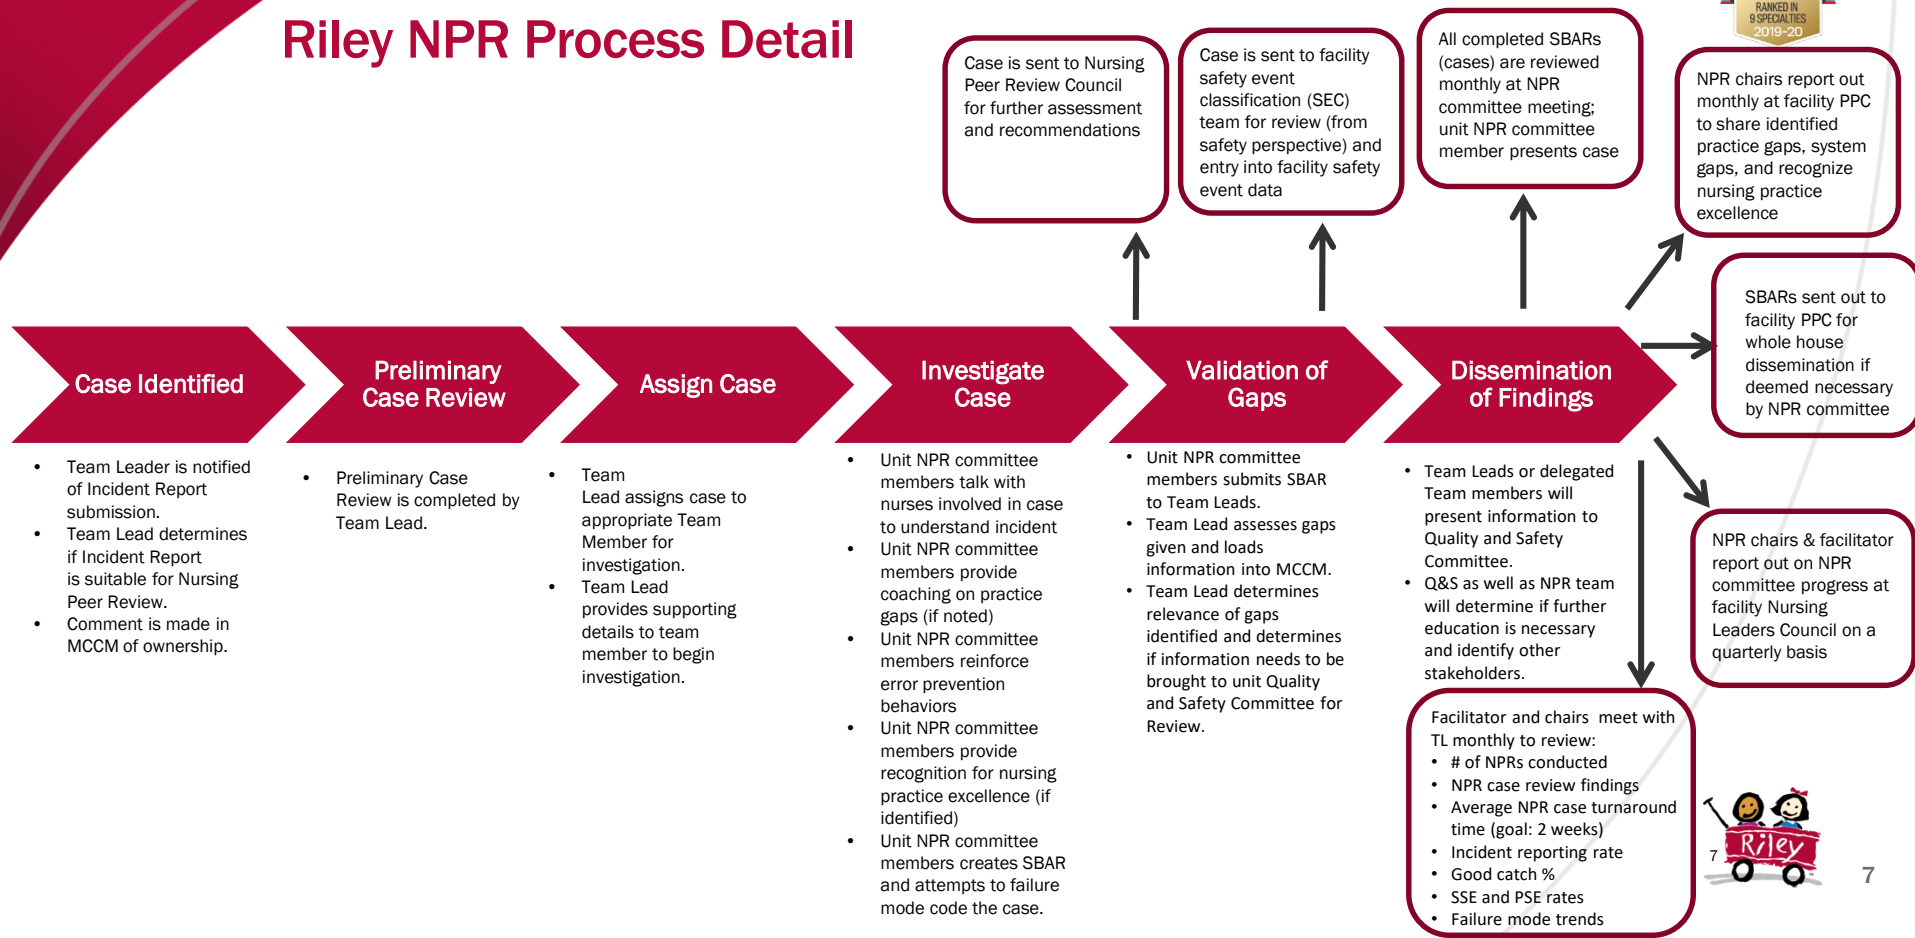 Riley NPR Process Detail
RANKED IN
9 SPECIALTIES
2019-20
Case is sent to Nursing
Peer Review Council
for further assessment
and recommendations
Case is sent to facility
safety event
classification (SEC)
team for review (from
safety perspective) and
entry into facility safety
event data
All completed SBARs
(cases) are reviewed
monthly at NPR
committee meeting;
unit NPR committee
member presents case
NPR chairs report out
monthly at facility PPC
to share identified
practice gaps, system
gaps, and recognize
nursing practice
excellence
SBARs sent out to
facility PPC for
whole house
dissemination if
deemed necessary
by NPR committee
Case Identified
Preliminary
Case Review
Assign Case
Investigate
Case
Validation of
Gaps
Dissemination
of Findings
• Team Leader is notified
of Incident Report
submission.
• Team Lead determines
if Incident Report
is suitable for Nursing
Peer Review.
• Comment is made in
MCCM of ownership.
• Preliminary Case
Review is completed by
Team Lead.
• Team
Lead assigns case to
appropriate Team
Member for
investigation.
• Team Lead
provides supporting
details to team
member to begin
investigation.
• Unit NPR committee
members talk with
nurses involved in case
to understand incident
• Unit NPR committee
members provide
coaching on practice
gaps (if noted)
• Unit NPR committee
members reinforce
error prevention
behaviors
• Unit NPR committee
members provide
recognition for nursing
practice excellence (if
identified)
• Unit NPR committee
members creates SBAR
and attempts to failure
mode code the case.
• Unit NPR committee
members submits SBAR
to Team Leads.
• Team Lead assesses gaps
given and loads
information into MCCM.
• Team Lead determines
relevance of gaps
identified and determines
if information needs to be
brought to unit Quality
and Safety Committee for
Review.
• Team Leads or delegated
Team members will
present information to
Quality and Safety
Committee.
• Q&S as well as NPR team
will determine if further
education is necessary
and identify other
stakeholders.
NPR chairs & facilitator
report out on NPR
committee progress at
facility Nursing
Leaders Council on a
quarterly basis
Facilitator and chairs meet with
TL monthly to review:
• # of NPRs conducted
• NPR case review findings
• Average NPR case turnaround
time (goal: 2 weeks)
• Incident reporting rate
• Good catch %
• SSE and PSE rates
• Failure mode trends
Riley
7
7